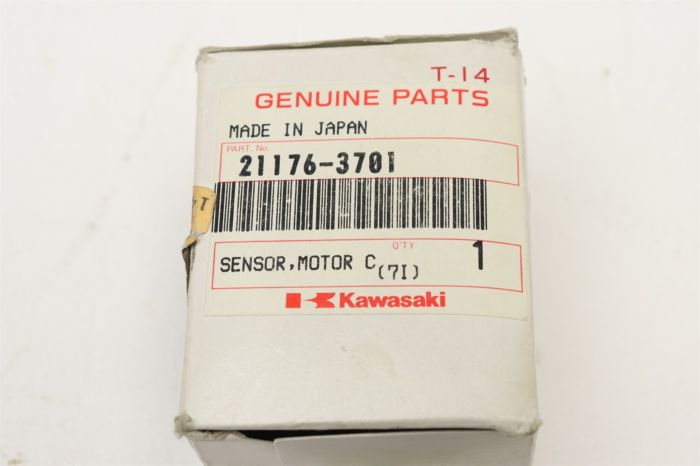 T-14
GENUINE PARTS
MADE IN JAPAN
PART. No.
21176-3701
Q'TY
SENSOR,MOTOR C (7I) 1
Kawasaki